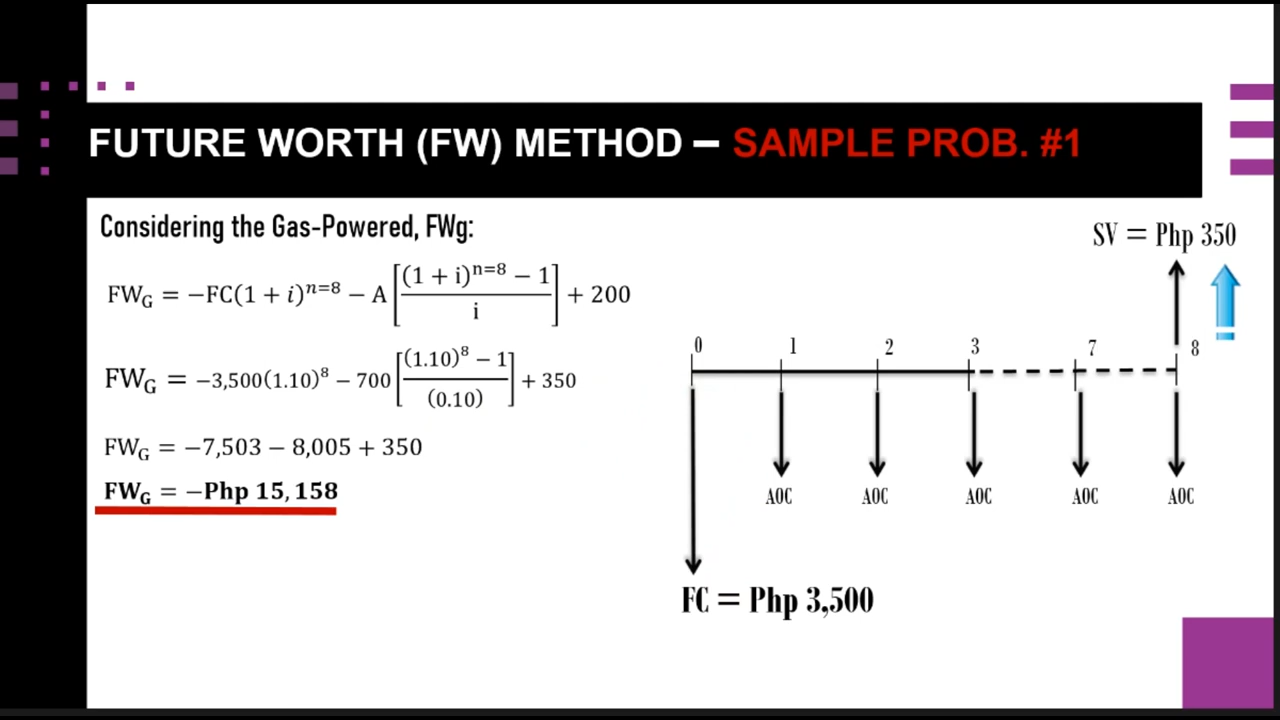 FUTURE WORTH (FW) METHOD – SAMPLE PROB. #1
Considering the Gas-Powered, FWg:
FW_G = −FC(1 + i)^{n=8} − A [((1 + i)^{n=8} − 1) / i] + 200
FW_G = −3,500(1.10)^8 − 700 [((1.10)^8 − 1) / (0.10)] + 350
FW_G = −7,503 − 8,005 + 350
FW_G = −Php 15,158
SV = Php 350
0 1 2 3 7 8
AOC AOC AOC AOC AOC
FC = Php 3,500